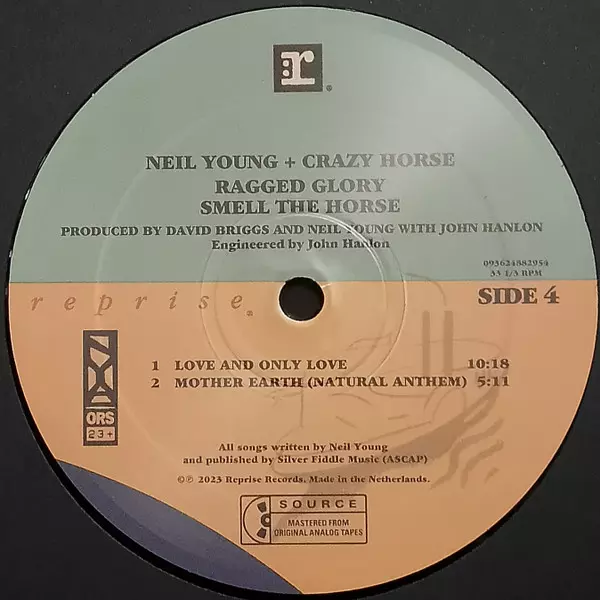 r
NEIL YOUNG + CRAZY HORSE
RAGGED GLORY
SMELL THE HORSE
PRODUCED BY DAVID BRIGGS AND NEIL YOUNG WITH JOHN HANLON
Engineered by John Hanlon
093624882954
33 1/3 RPM
reprise®
SIDE 4
1 LOVE AND ONLY LOVE 10:18
2 MOTHER EARTH (NATURAL ANTHEM) 5:11
NYA
ORS
23+
All songs written by Neil Young
and published by Silver Fiddle Music (ASCAP)
©℗ 2023 Reprise Records. Made in the Netherlands.
SOURCE
MASTERED FROM
ORIGINAL ANALOG TAPES